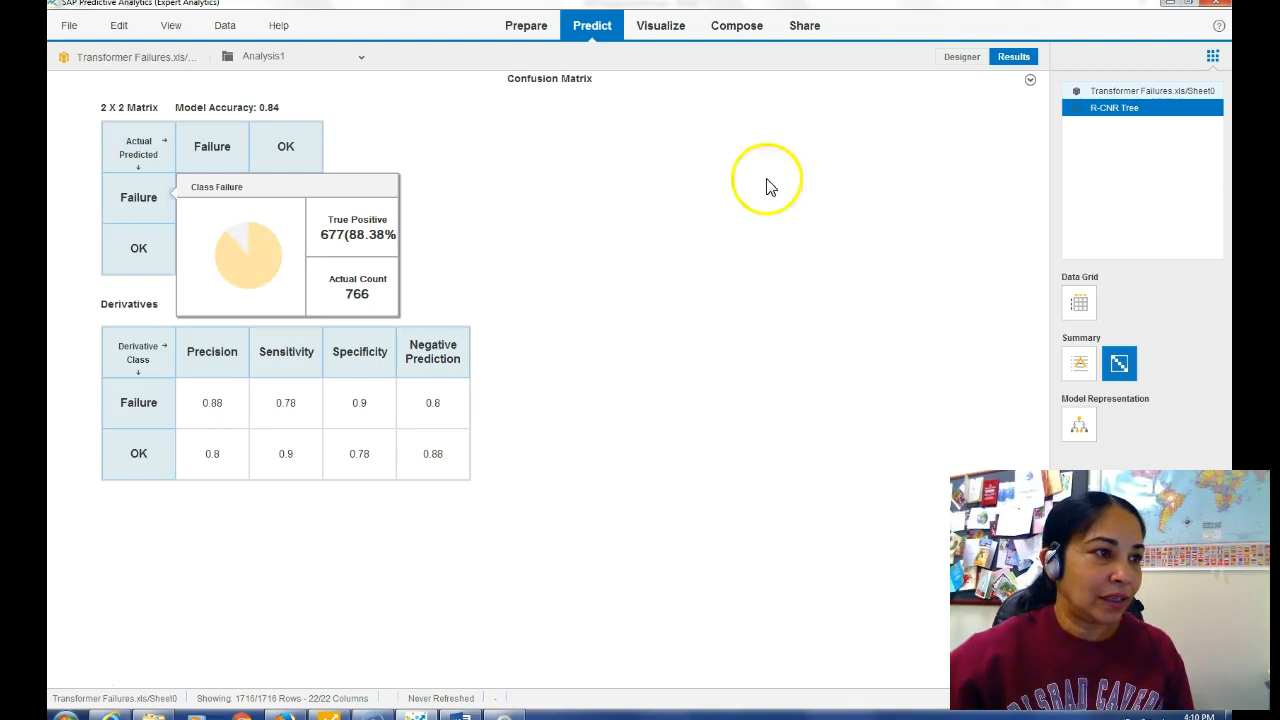 SAP Predictive Analytics (Expert Analytics)
File Edit View Data Help Prepare Predict Visualize Compose Share
Transformer Failures.xls/... Analysis1 Designer Results
Confusion Matrix
2 X 2 Matrix Model Accuracy: 0.84
Actual Predicted Failure OK
Failure
OK
Class Failure
True Positive
677(88.38%
Actual Count
766
Derivatives
Derivative Class Precision Sensitivity Specificity Negative Prediction
Failure 0.88 0.78 0.9 0.8
OK 0.8 0.9 0.78 0.88
Transformer Failures.xls/Sheet0
R-CNR Tree
Data Grid
Summary
Model Representation
Transformer Failures.xls/Sheet0 Showing: 1716/1716 Rows - 22/22 Columns Never Refreshed -
4:10 PM